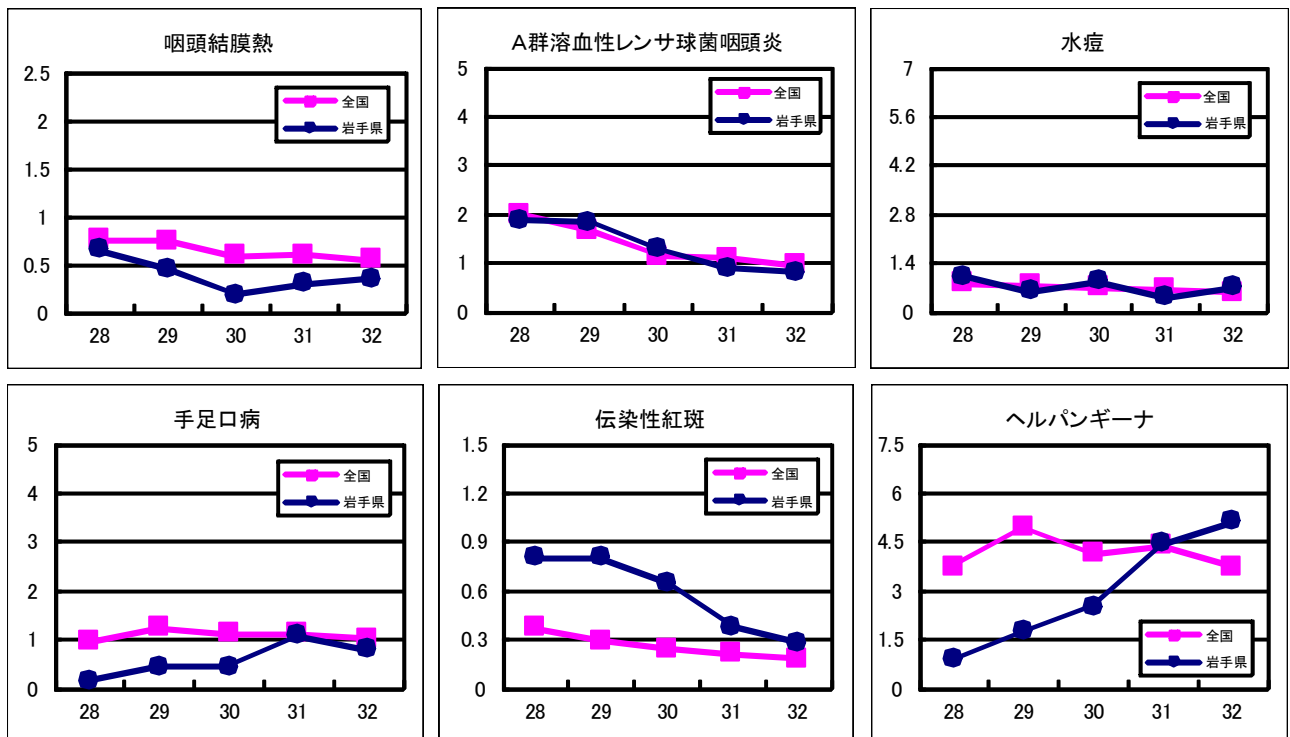 咽頭結膜熱
2.5
2
1.5
1
0.5
0
28 29 30 31 32
全国
岩手県
A群溶血性レンサ球菌咽頭炎
5
4
3
2
1
0
28 29 30 31 32
全国
岩手県
水痘
7
5.6
4.2
2.8
1.4
0
28 29 30 31 32
全国
岩手県
手足口病
5
4
3
2
1
0
28 29 30 31 32
全国
岩手県
伝染性紅斑
1.5
1.2
0.9
0.6
0.3
0
28 29 30 31 32
全国
岩手県
ヘルパンギーナ
7.5
6
4.5
3
1.5
0
28 29 30 31 32
全国
岩手県